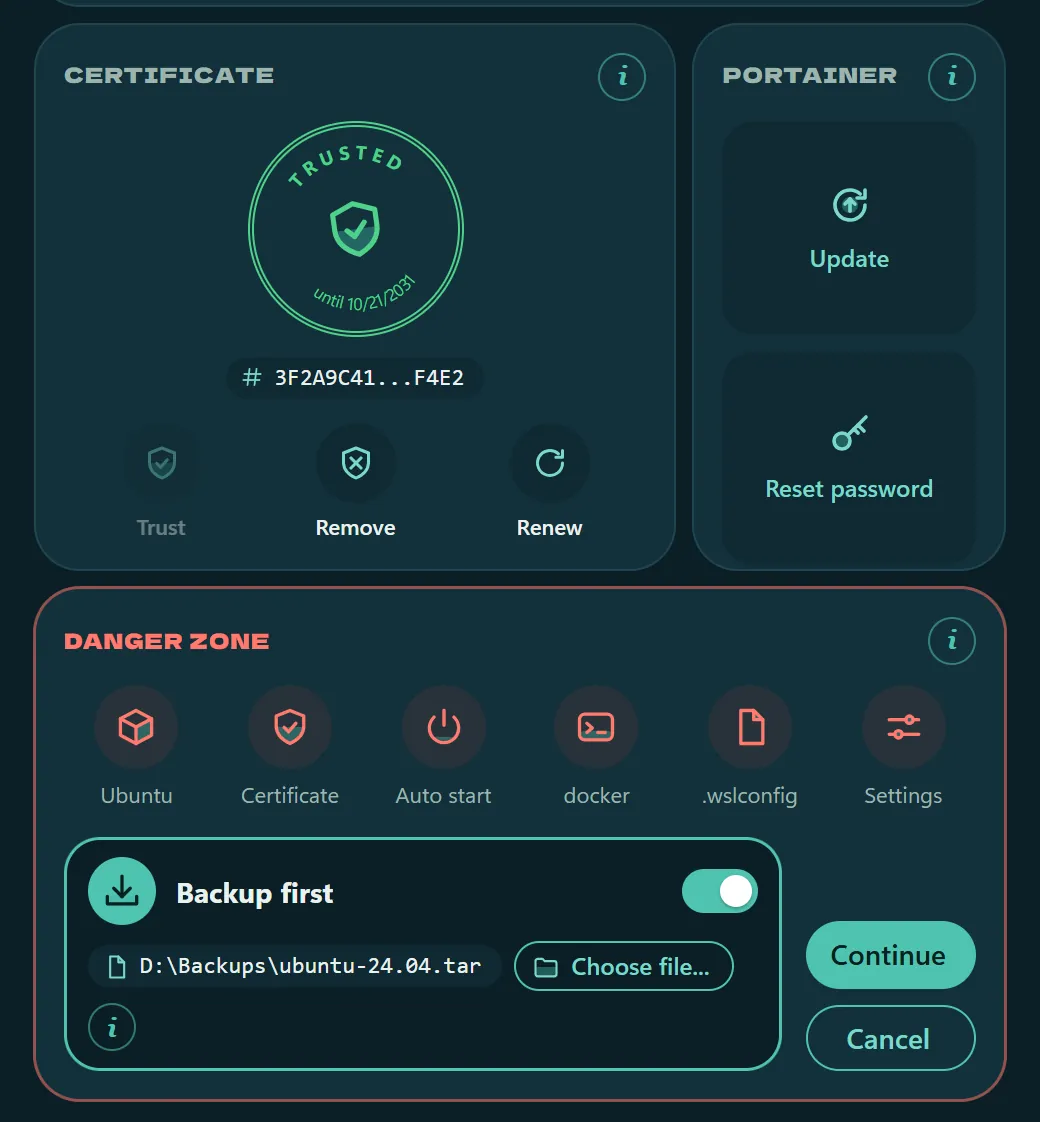 CERTIFICATE
i
TRUSTED
until 10/21/2031
# 3F2A9C41...F4E2
Trust
Remove
Renew
PORTAINER
i
Update
Reset password
DANGER ZONE
i
Ubuntu
Certificate
Auto start
docker
.wslconfig
Settings
Backup first
D:\Backups\ubuntu-24.04.tar
Choose file...
i
Continue
Cancel